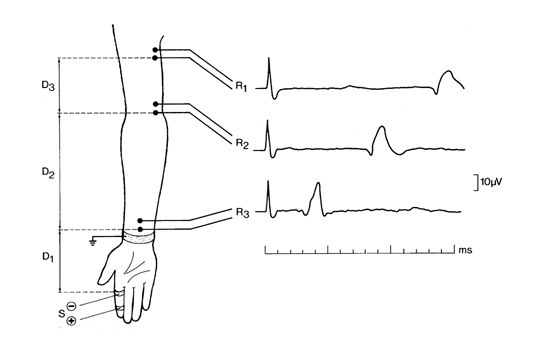 D3
R1
D2
R2
10μV
R3
ms
D1
S
−
+